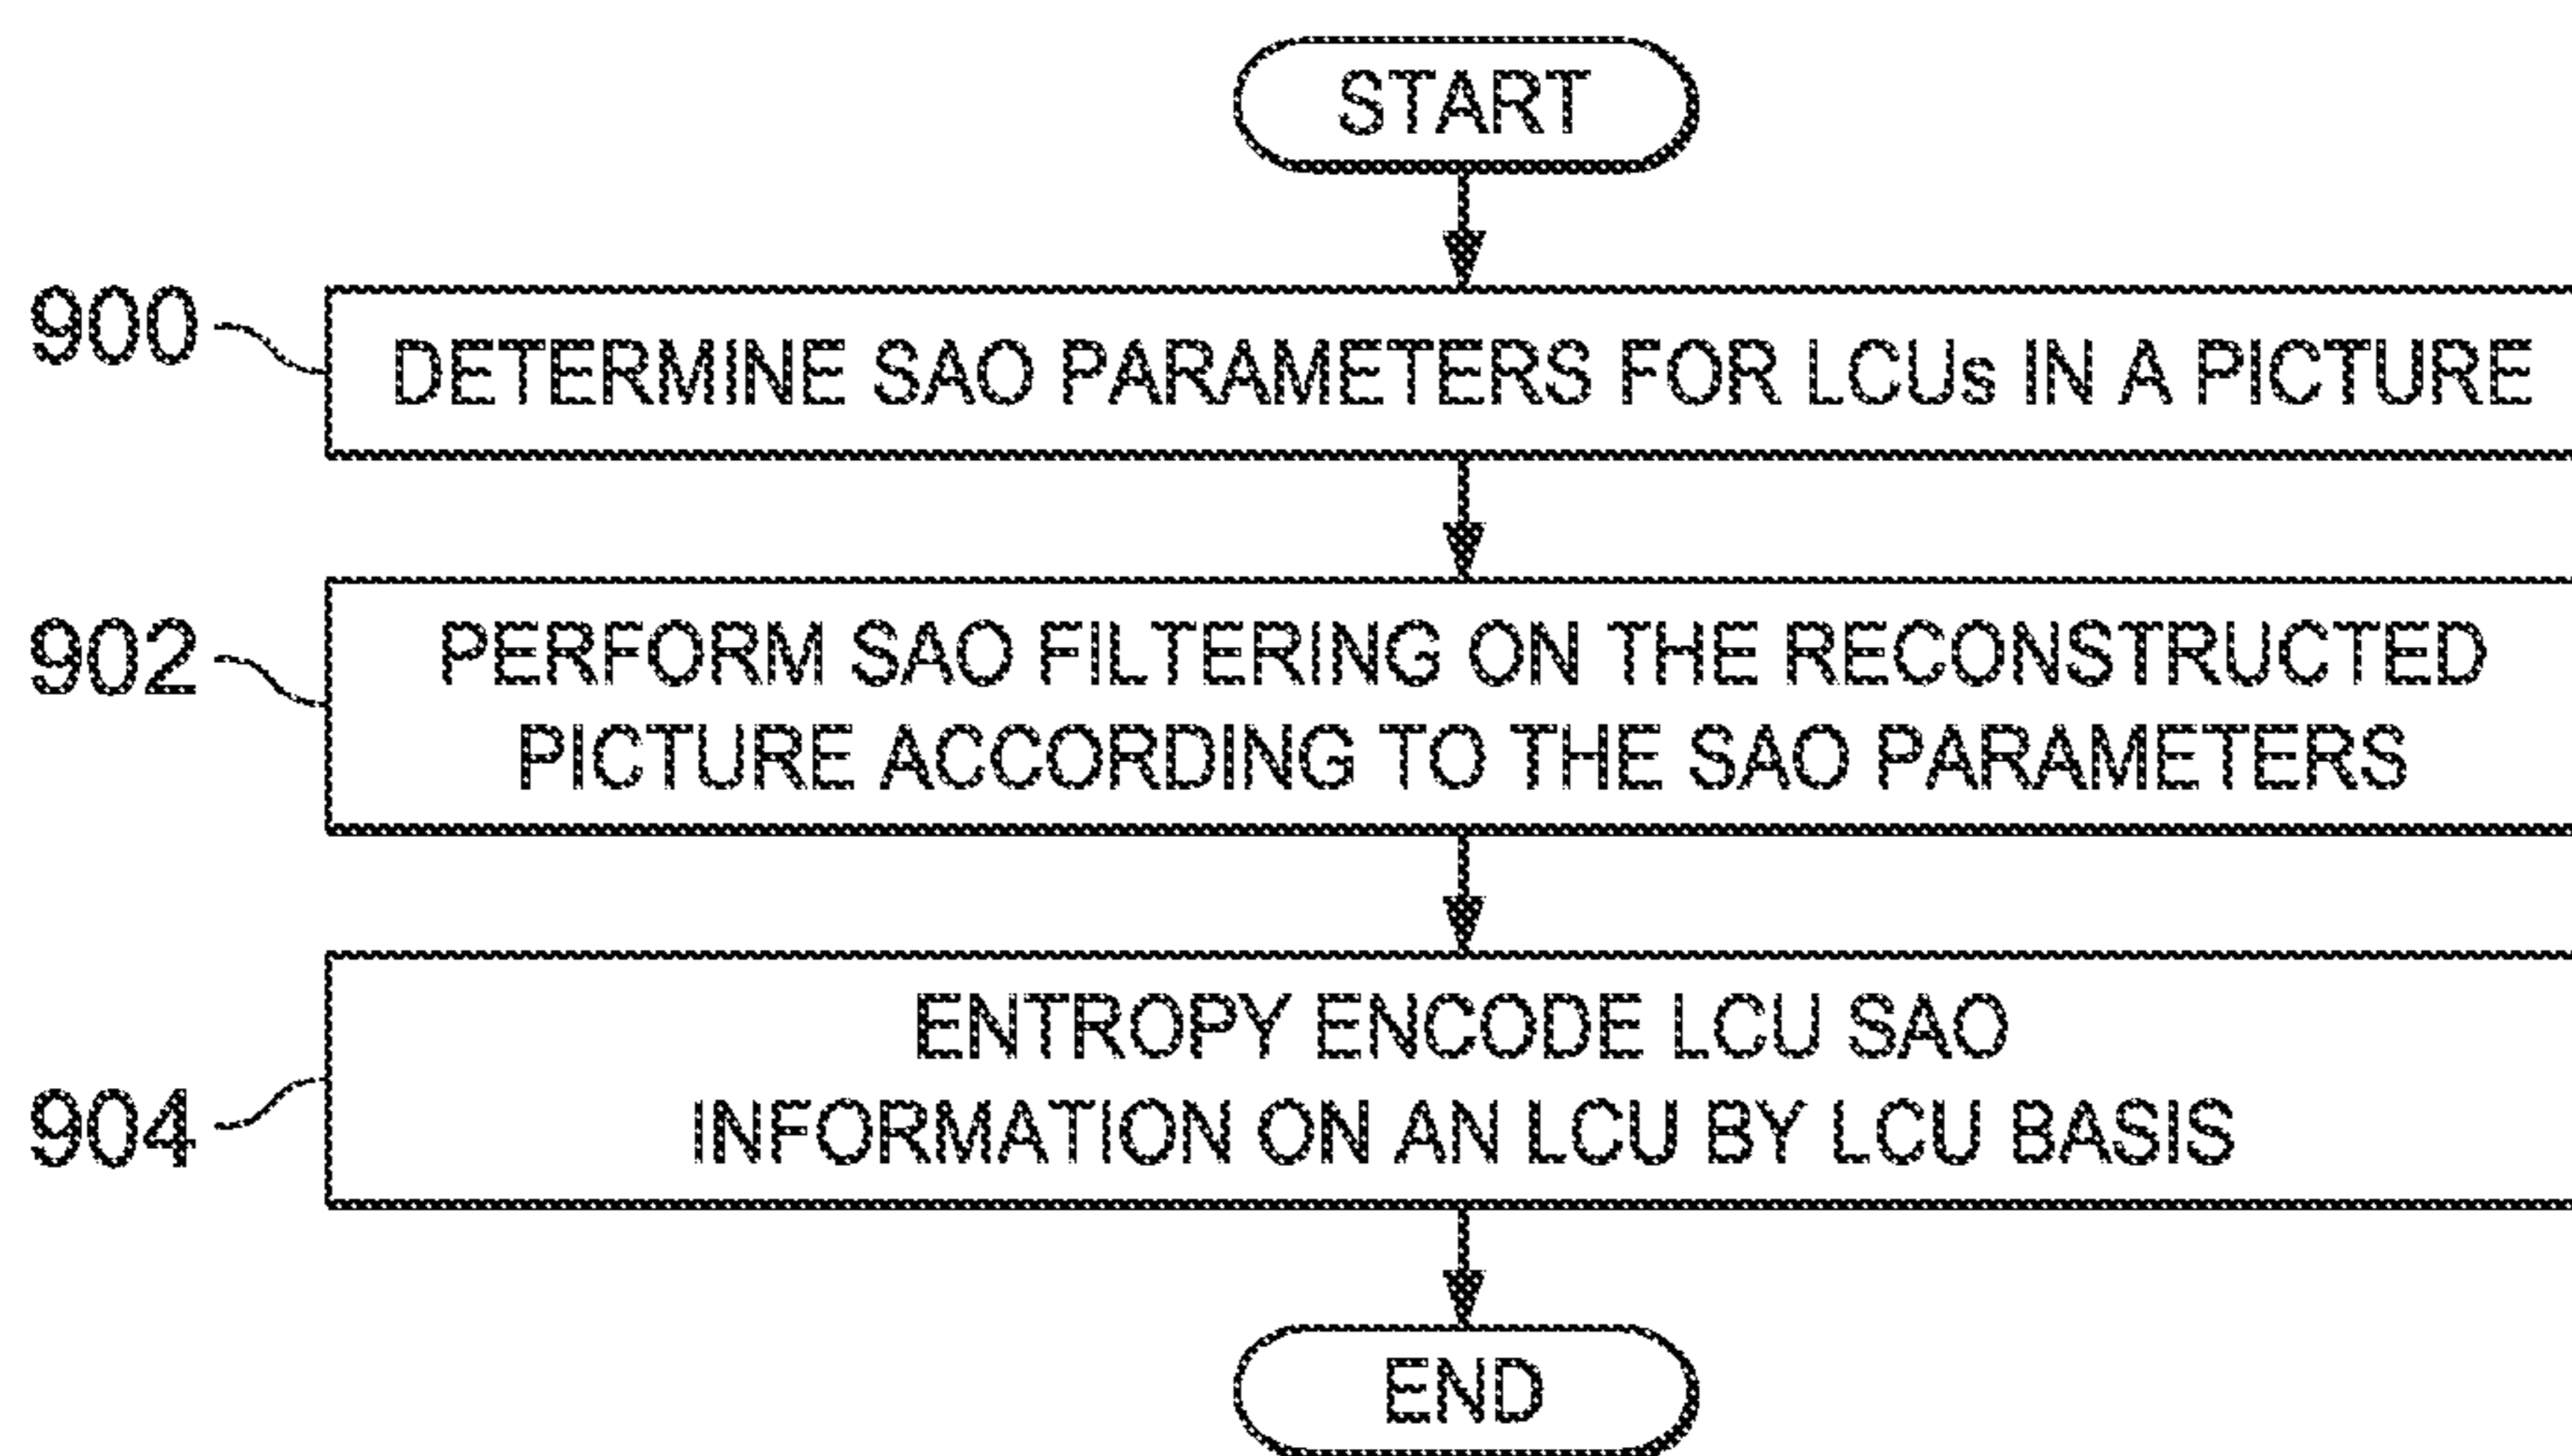 START
900
DETERMINE SAO PARAMETERS FOR LCUs IN A PICTURE
902
PERFORM SAO FILTERING ON THE RECONSTRUCTED
PICTURE ACCORDING TO THE SAO PARAMETERS
904
ENTROPY ENCODE LCU SAO
INFORMATION ON AN LCU BY LCU BASIS
END